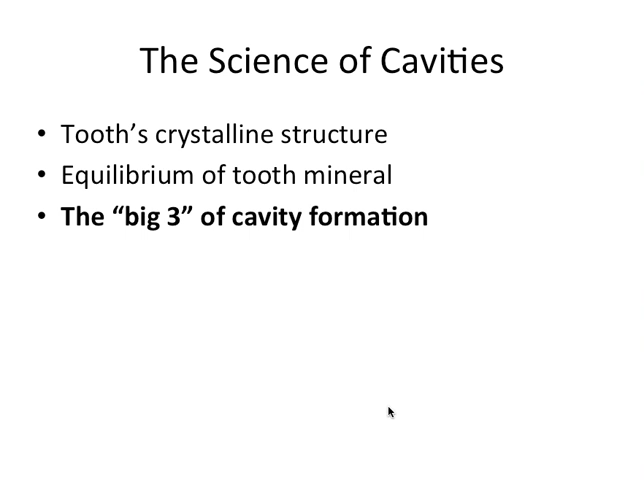 The Science of Cavities
• Tooth’s crystalline structure
• Equilibrium of tooth mineral
• The “big 3” of cavity formation